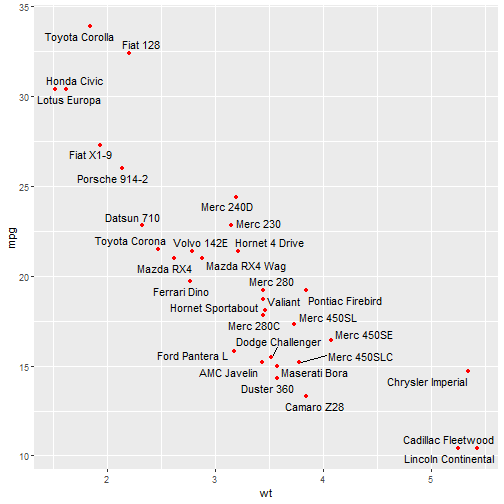 35
Toyota Corolla
Fiat 128
Honda Civic
Lotus Europa
30
Fiat X1-9
Porsche 914-2
25
Merc 240D
Datsun 710
Merc 230
Toyota Corona
Volvo 142E
Hornet 4 Drive
mpg
Mazda RX4
Mazda RX4 Wag
20
Merc 280
Ferrari Dino
Valiant
Pontiac Firebird
Hornet Sportabout
Merc 450SL
Merc 280C
Merc 450SE
Dodge Challenger
Ford Pantera L
Merc 450SLC
15
AMC Javelin
Maserati Bora
Chrysler Imperial
Duster 360
Camaro Z28
Cadillac Fleetwood
Lincoln Continental
10
2
3
4
5
wt